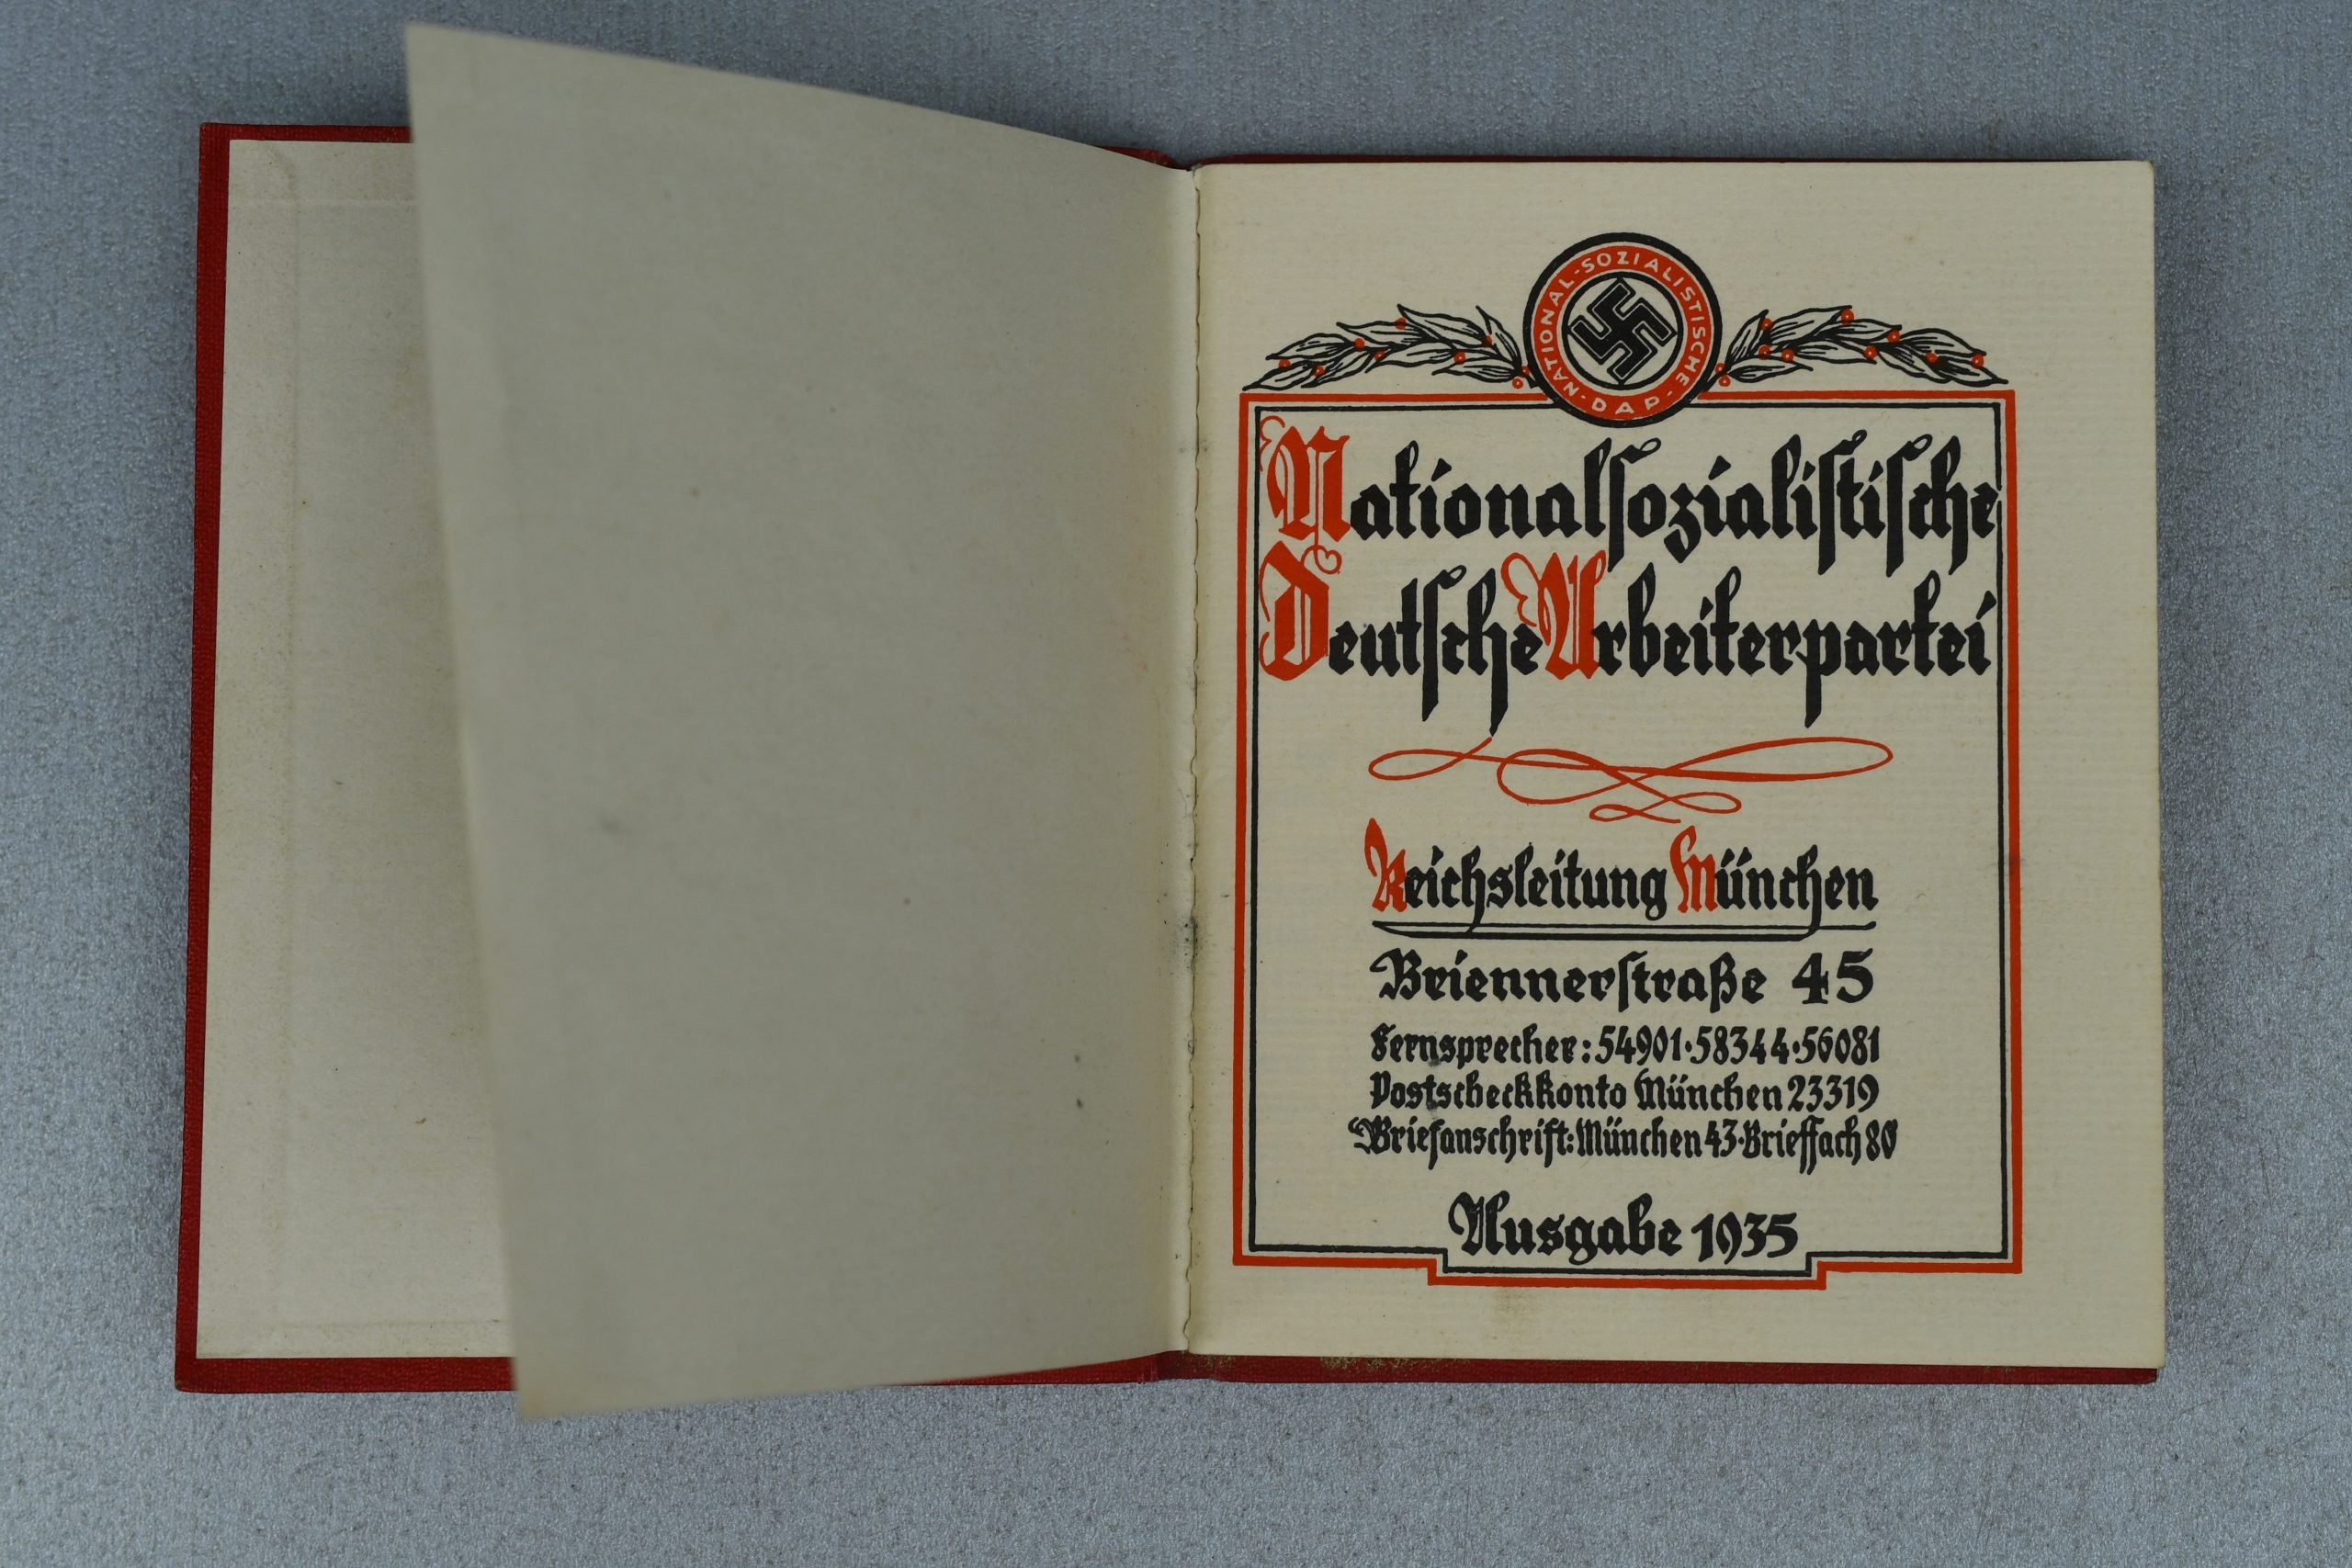 NATIONAL-SOZIALISTISCHE-D.A.P.
Nationalsozialistische
Deutsche Arbeiterpartei
Reichsleitung München
Briennerstraße 45
Fernsprecher: 54901·58344·56081
Postscheckkonto München 23319
Briefanschrift: München 43·Brieffach 80
Ausgabe 1935